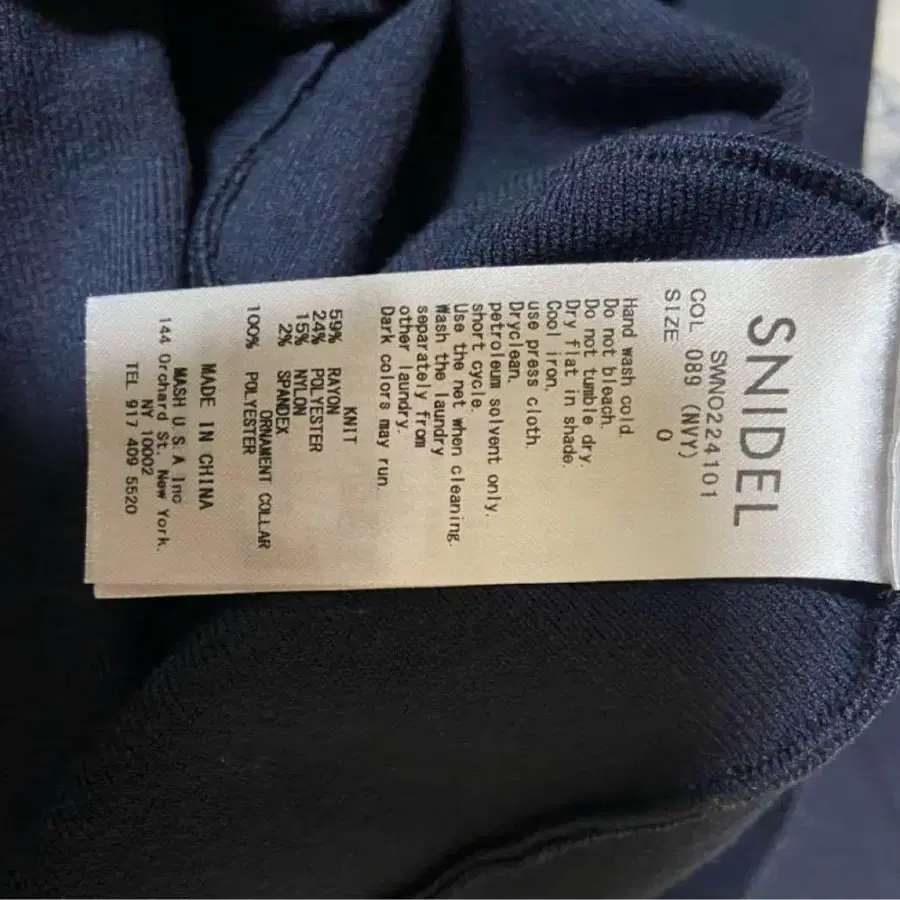 SNIDEL
SWNO224101
COL 089 (NVY)
SIZE 0
Hand wash cold.
Do not bleach.
Do not tumble dry.
Dry flat in shade.
Cool iron.
use press cloth.
Dryclean.
petroleum solvent only.
short cycle.
Use the net when cleaning.
Wash the laundry
separately from
other laundry.
Dark colors may run.
KNIT
59% RAYON
24% POLYESTER
15% NYLON
2% SPANDEX
ORNAMENT COLLAR
100% POLYESTER
MADE IN CHINA
MASH U.S.A Inc
144 Orchard St. New York.
NY 10002
TEL 917 409 5520